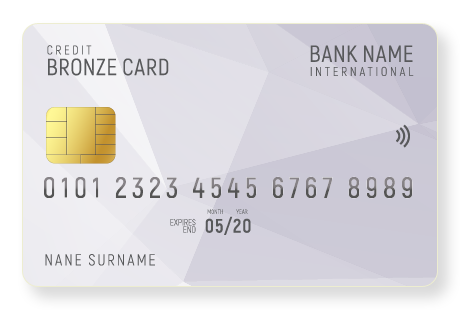 CREDIT
BRONZE CARD
BANK NAME
INTERNATIONAL
0101 2323 4545 6767 8989
MONTH YEAR
EXPIRES END 05/20
NANE SURNAME